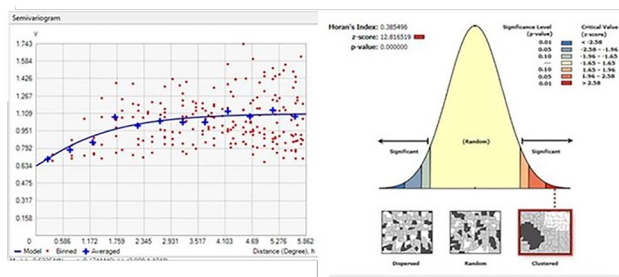 Semivariogram
γ
1.743
1.584
1.426
1.267
1.109
0.951
0.792
0.634
0.475
0.317
0.158
0 0.586 1.172 1.759 2.345 2.931 3.517 4.103 4.69 5.276 5.862
Model Binned Averaged Distance (Degree), h
Moran's Index: 0.385496
z-score: 12.816519
p-value: 0.000000
Significance Level (p-value) Critical Value (z-score)
0.01 < -2.58
0.05 -2.58 - -1.96
0.10 -1.96 - -1.65
--- -1.65 - 1.65
0.10 1.65 - 1.96
0.05 1.96 - 2.58
0.01 > 2.58
Significant (Random) Significant
Dispersed Random Clustered